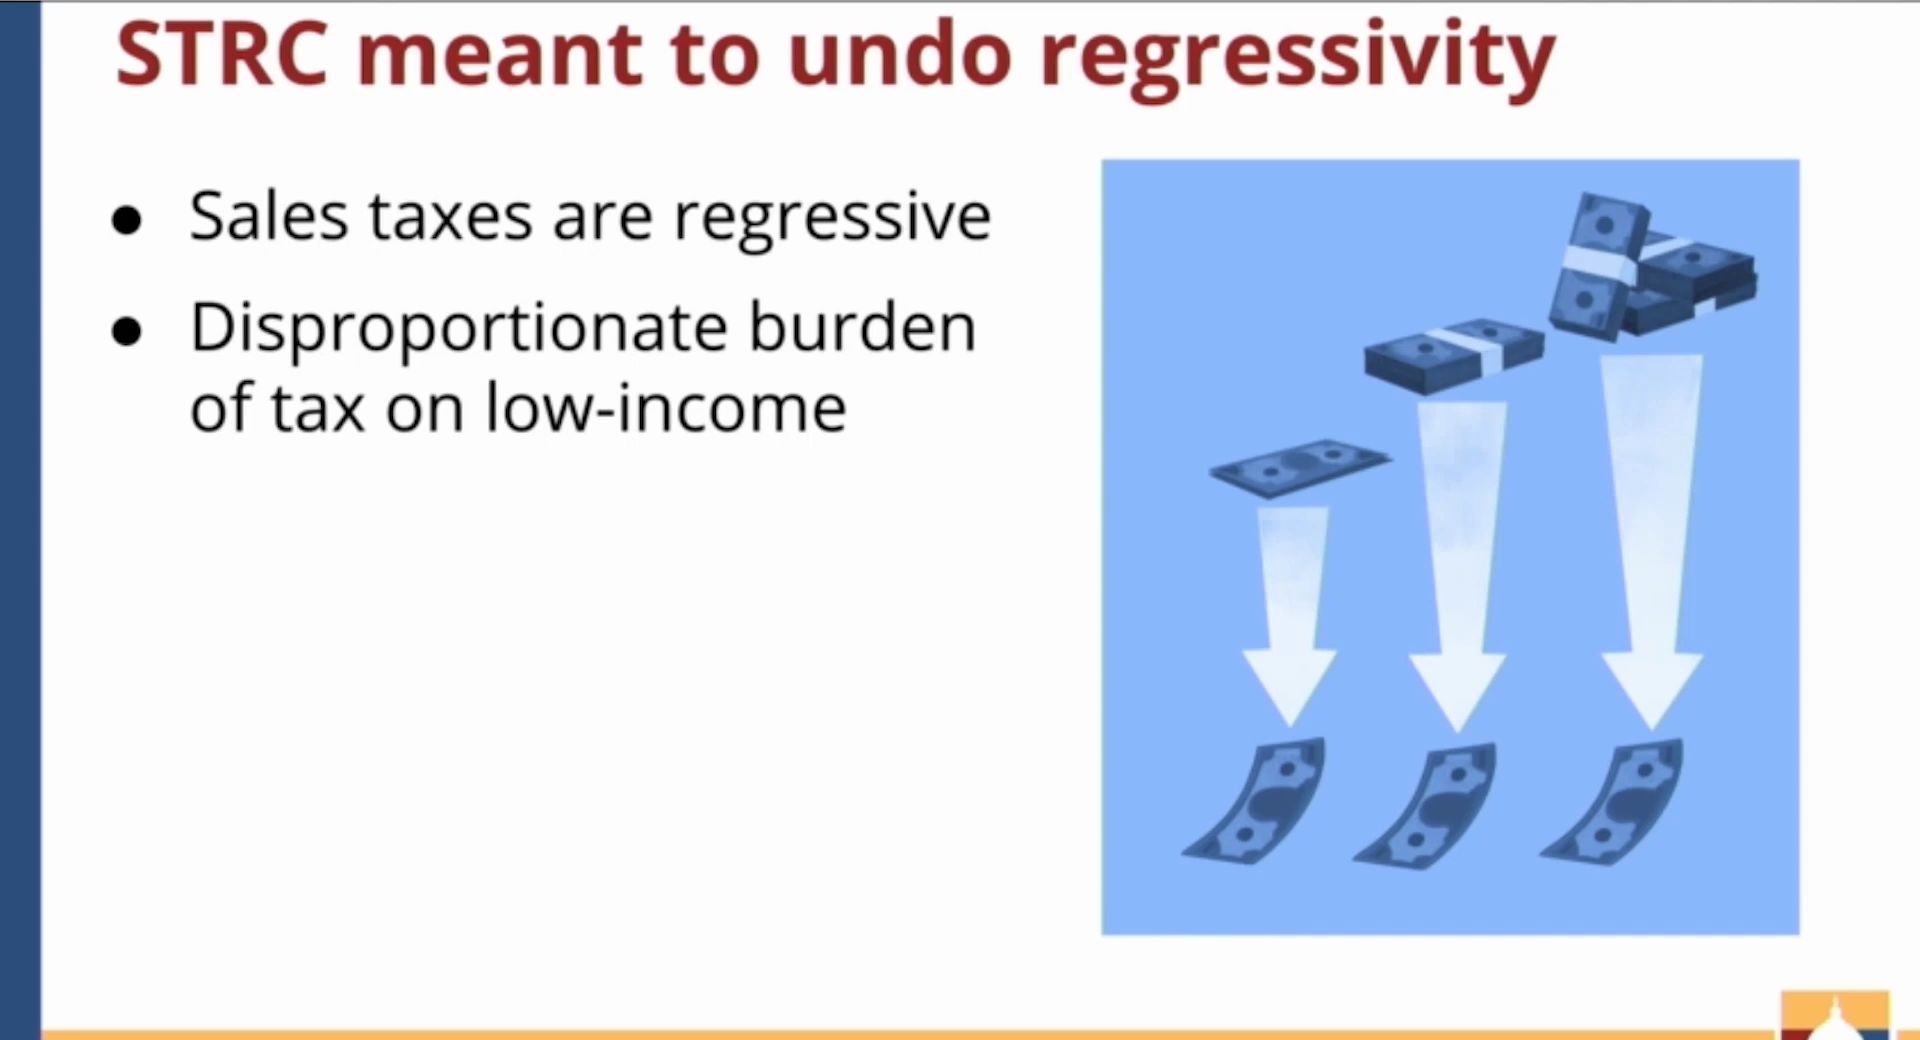 STRC meant to undo regressivity
● Sales taxes are regressive
● Disproportionate burden
of tax on low-income